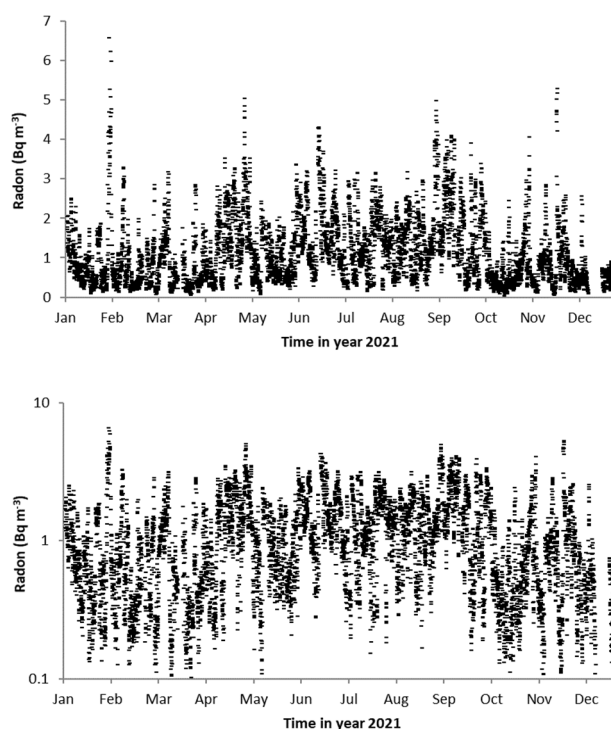 7
6
5
4
3
2
1
0
Radon (Bq m⁻³)
Jan Feb Mar Apr May Jun Jul Aug Sep Oct Nov Dec
Time in year 2021
10
1
0.1
Radon (Bq m⁻³)
Jan Feb Mar Apr May Jun Jul Aug Sep Oct Nov Dec
Time in year 2021